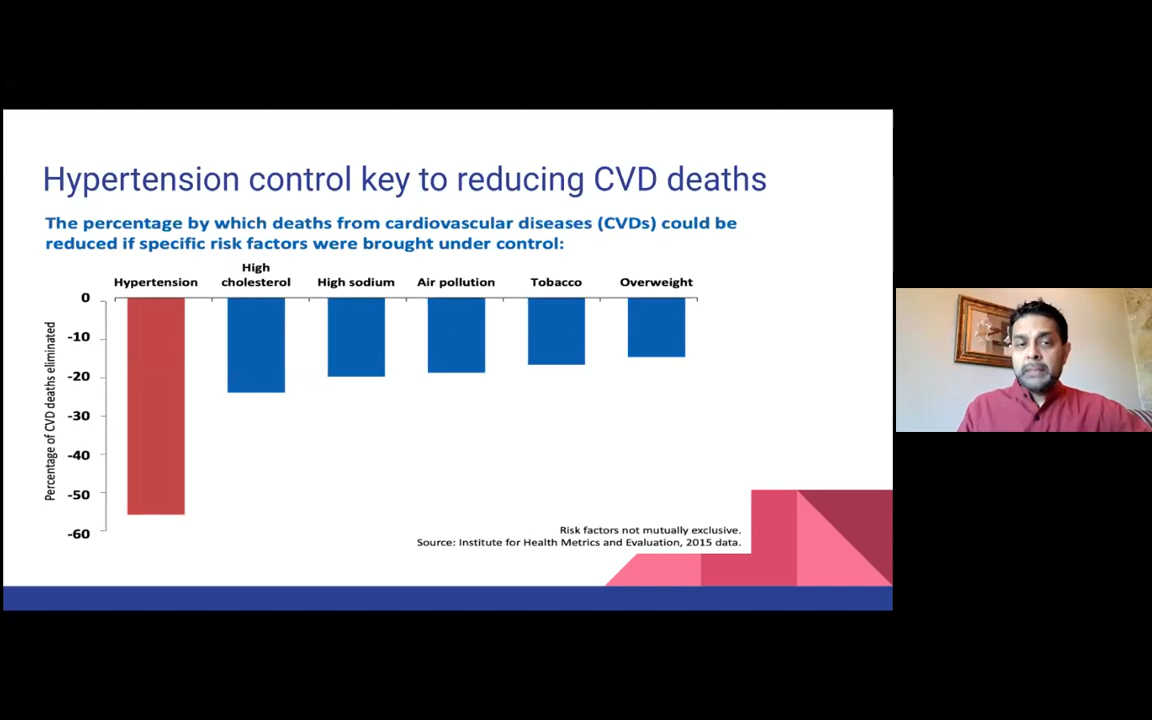 Hypertension control key to reducing CVD deaths
The percentage by which deaths from cardiovascular diseases (CVDs) could be
reduced if specific risk factors were brought under control:
Hypertension
High
cholesterol
High sodium
Air pollution
Tobacco
Overweight
Percentage of CVD deaths eliminated
0
-10
-20
-30
-40
-50
-60
Risk factors not mutually exclusive.
Source: Institute for Health Metrics and Evaluation, 2015 data.